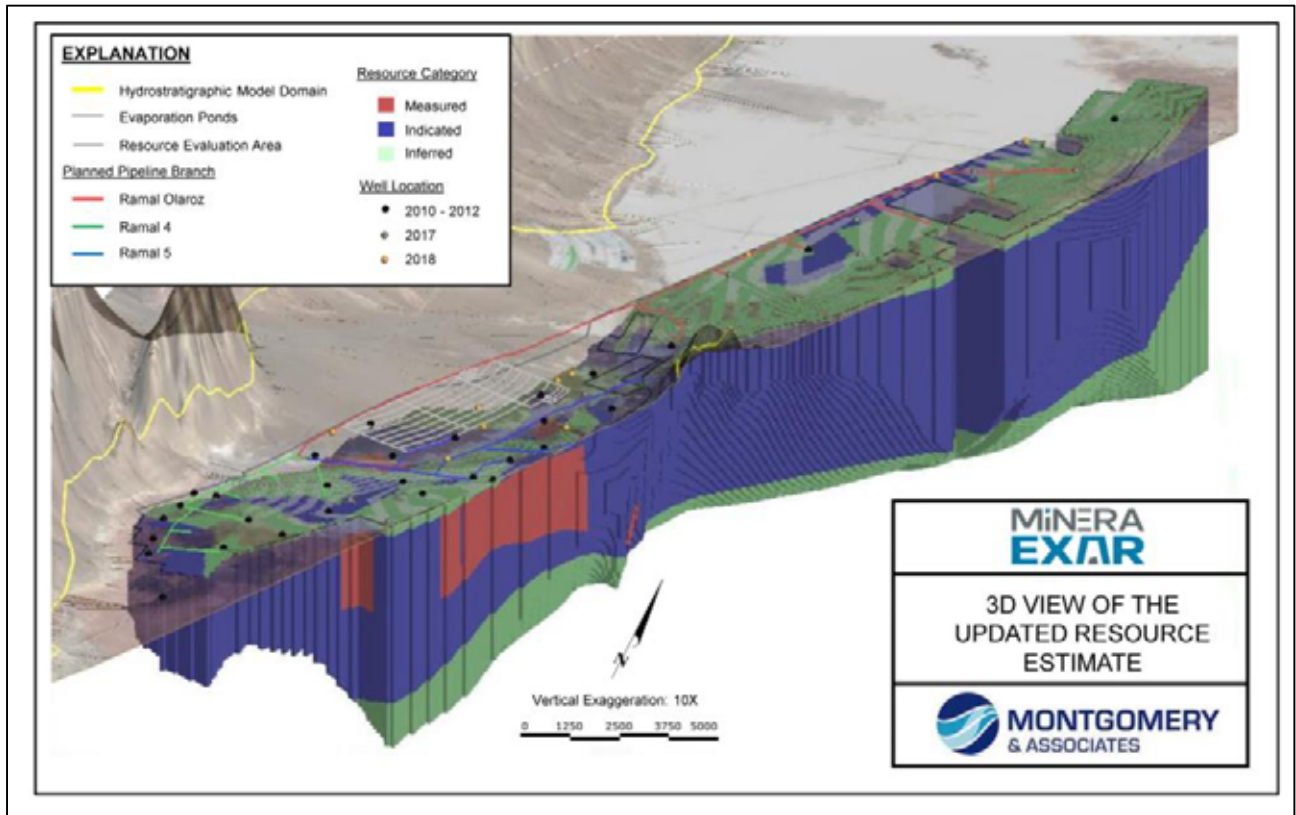 EXPLANATION
Hydrostratigraphic Model Domain
Evaporation Ponds
Resource Evaluation Area
Planned Pipeline Branch
Ramal Olaroz
Ramal 4
Ramal 5
Resource Category
Measured
Indicated
Inferred
Well Location
2010 - 2012
2017
2018
N
Vertical Exaggeration: 10X
0 1250 2500 3750 5000
MiNERA
EXAR
3D VIEW OF THE
UPDATED RESOURCE
ESTIMATE
MONTGOMERY
& ASSOCIATES